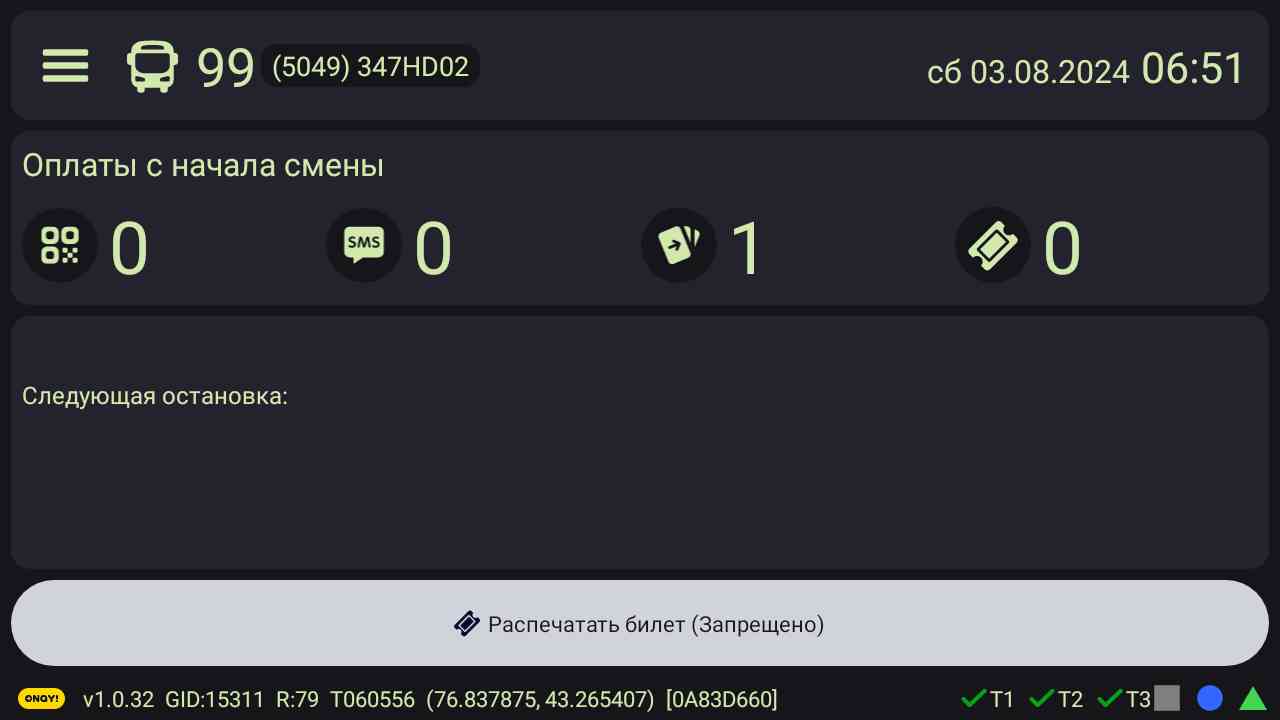 99 (5049) 347HD02 сб 03.08.2024 06:51
Оплаты с начала смены
0 SMS 0 1 0
Следующая остановка:
Распечатать билет (Запрещено)
ONAY! v1.0.32 GID:15311 R:79 T060556 (76.837875, 43.265407) [0A83D660] T1 T2 T3